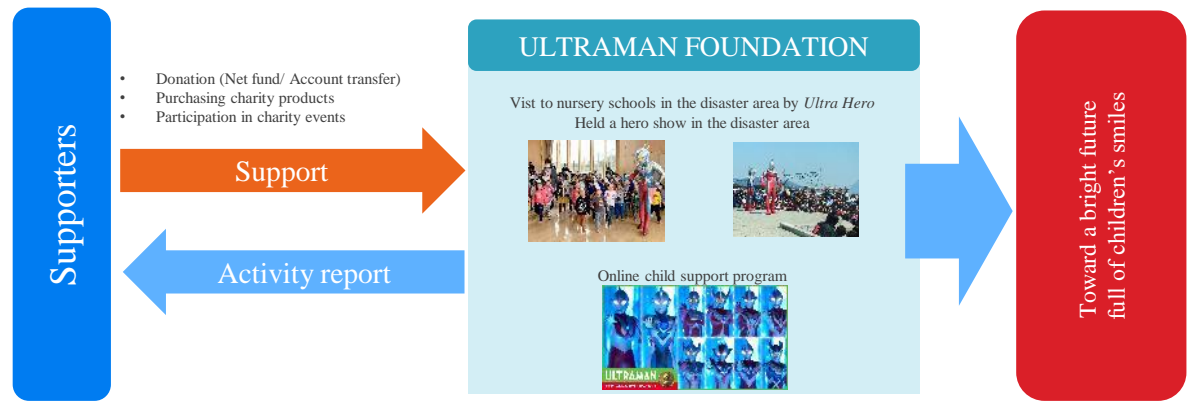 Supporters
• Donation (Net fund/ Account transfer)
• Purchasing charity products
• Participation in charity events
Support
Activity report
ULTRAMAN FOUNDATION
Vist to nursery schools in the disaster area by Ultra Hero
Held a hero show in the disaster area
Online child support program
ULTRAMAN
Toward a bright future
full of children's smiles